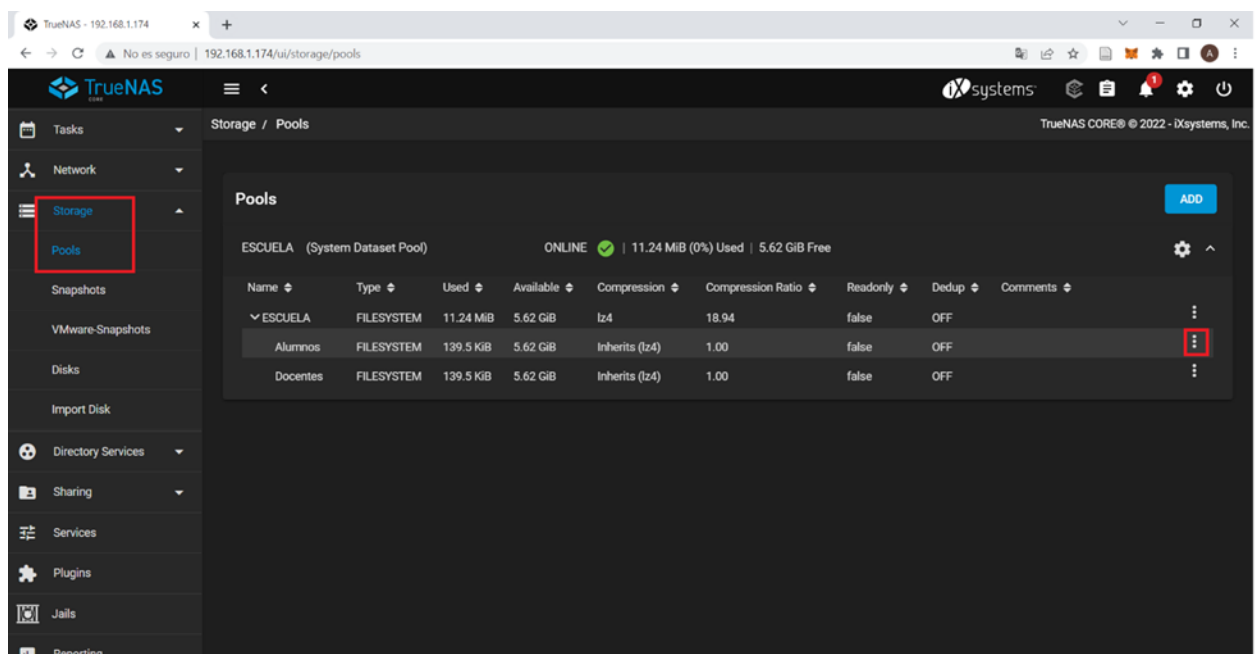 TrueNAS - 192.168.1.174
No es seguro | 192.168.1.174/ui/storage/pools
A
TrueNAS
CORE
iXsystems
1
Tasks
Storage / Pools
TrueNAS CORE® © 2022 - iXsystems, Inc.
Network
Storage
Pools
Snapshots
VMware-Snapshots
Disks
Import Disk
Directory Services
Sharing
Services
Plugins
Jails
Reporting
Pools
ADD
ESCUELA (System Dataset Pool) ONLINE | 11.24 MiB (0%) Used | 5.62 GiB Free
Name Type Used Available Compression Compression Ratio Readonly Dedup Comments
ESCUELA FILESYSTEM 11.24 MiB 5.62 GiB lz4 18.94 false OFF
Alumnos FILESYSTEM 139.5 KiB 5.62 GiB Inherits (lz4) 1.00 false OFF
Docentes FILESYSTEM 139.5 KiB 5.62 GiB Inherits (lz4) 1.00 false OFF